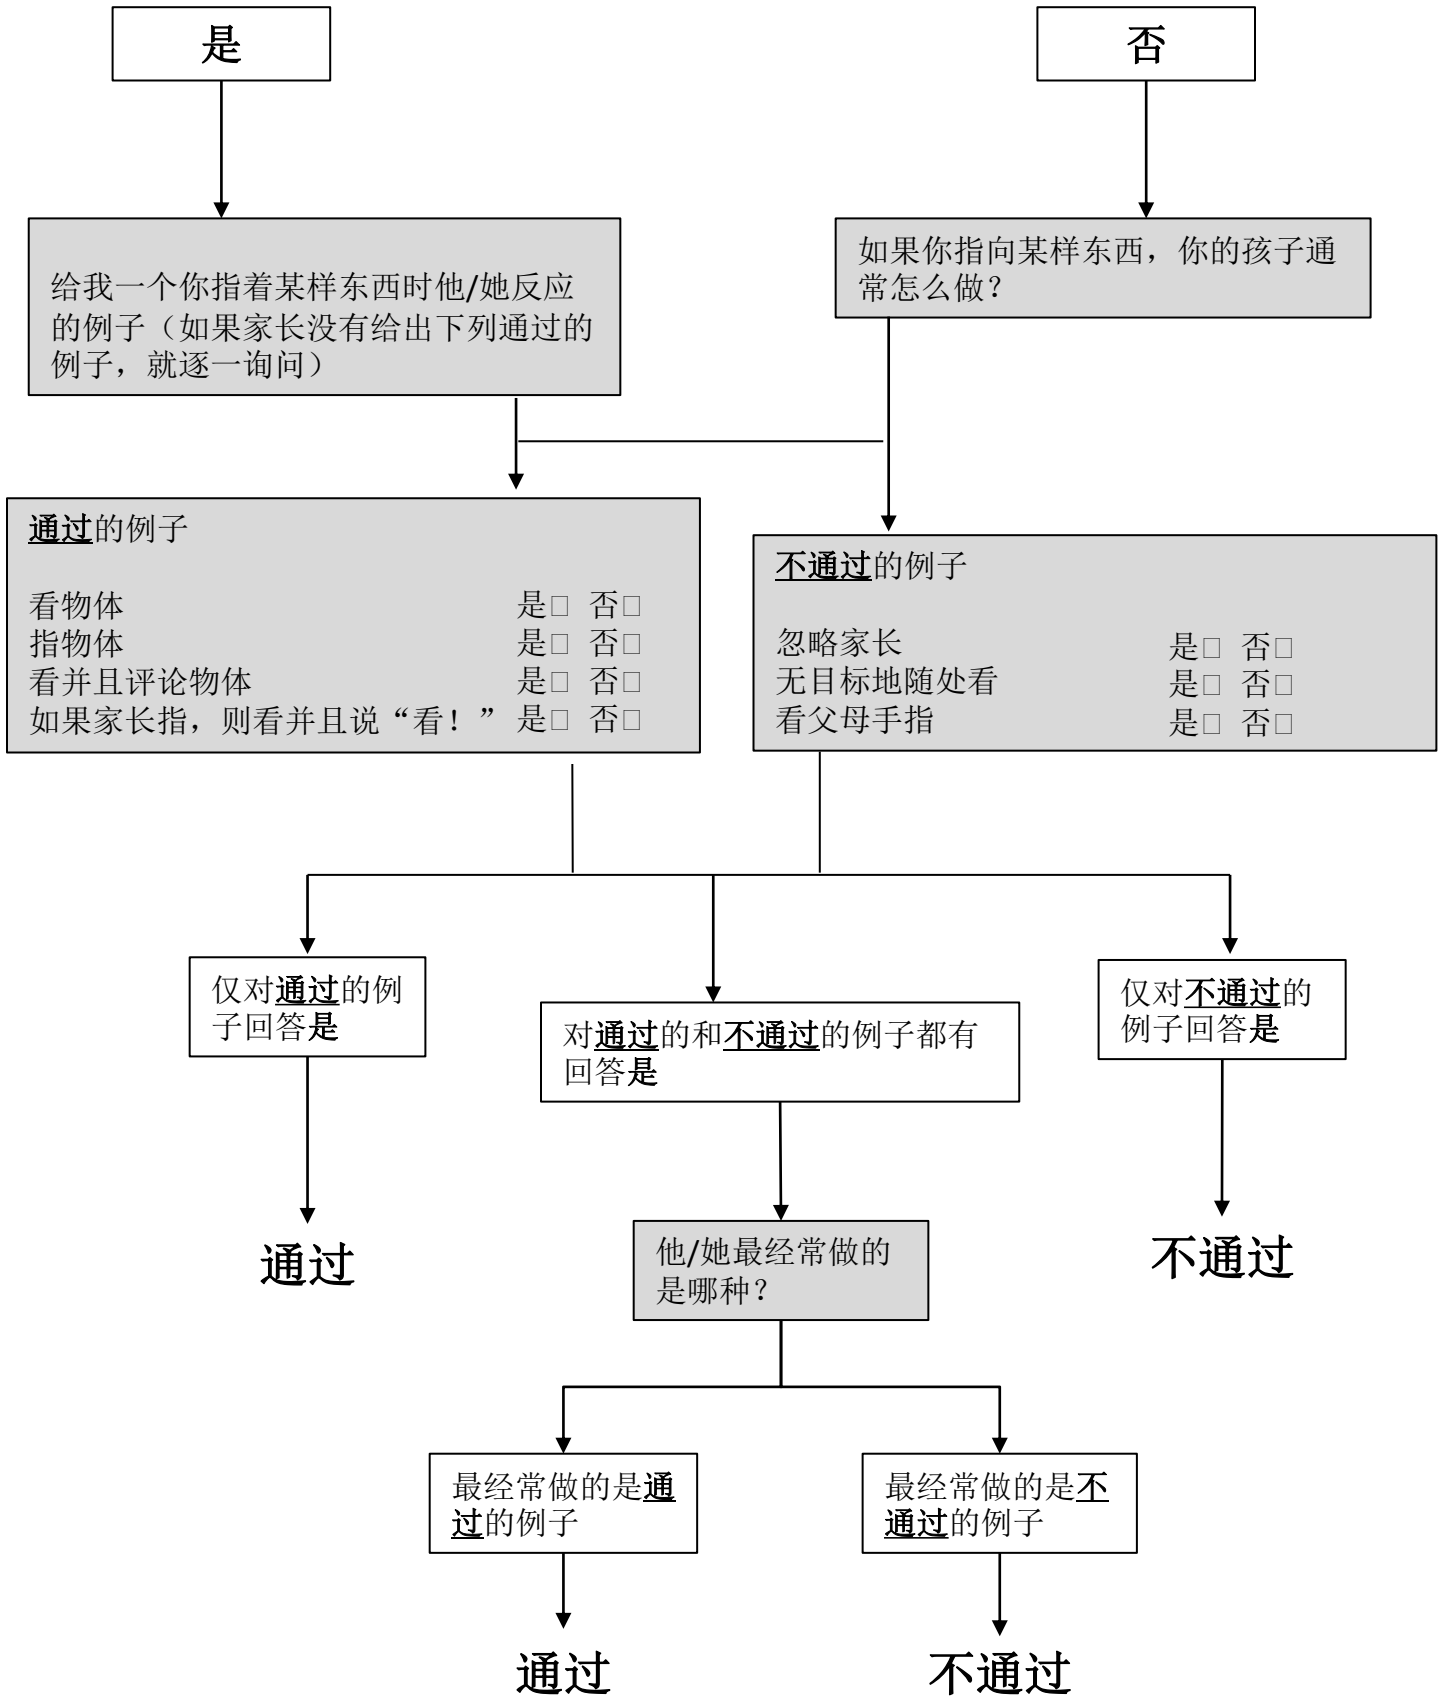 是
否
给我一个你指着某样东西时他/她反应
的例子（如果家长没有给出下列通过的
例子，就逐一询问）
如果你指向某样东西，你的孩子通
常怎么做？
通过的例子
看物体 是□ 否□
指物体 是□ 否□
看并且评论物体 是□ 否□
如果家长指，则看并且说“看！” 是□ 否□
不通过的例子
忽略家长 是□ 否□
无目标地随处看 是□ 否□
看父母手指 是□ 否□
仅对通过的例
子回答是
对通过的和不通过的例子都有
回答是
仅对不通过的
例子回答是
通过
他/她最经常做的
是哪种？
不通过
最经常做的是通
过的例子
最经常做的是不
通过的例子
通过
不通过